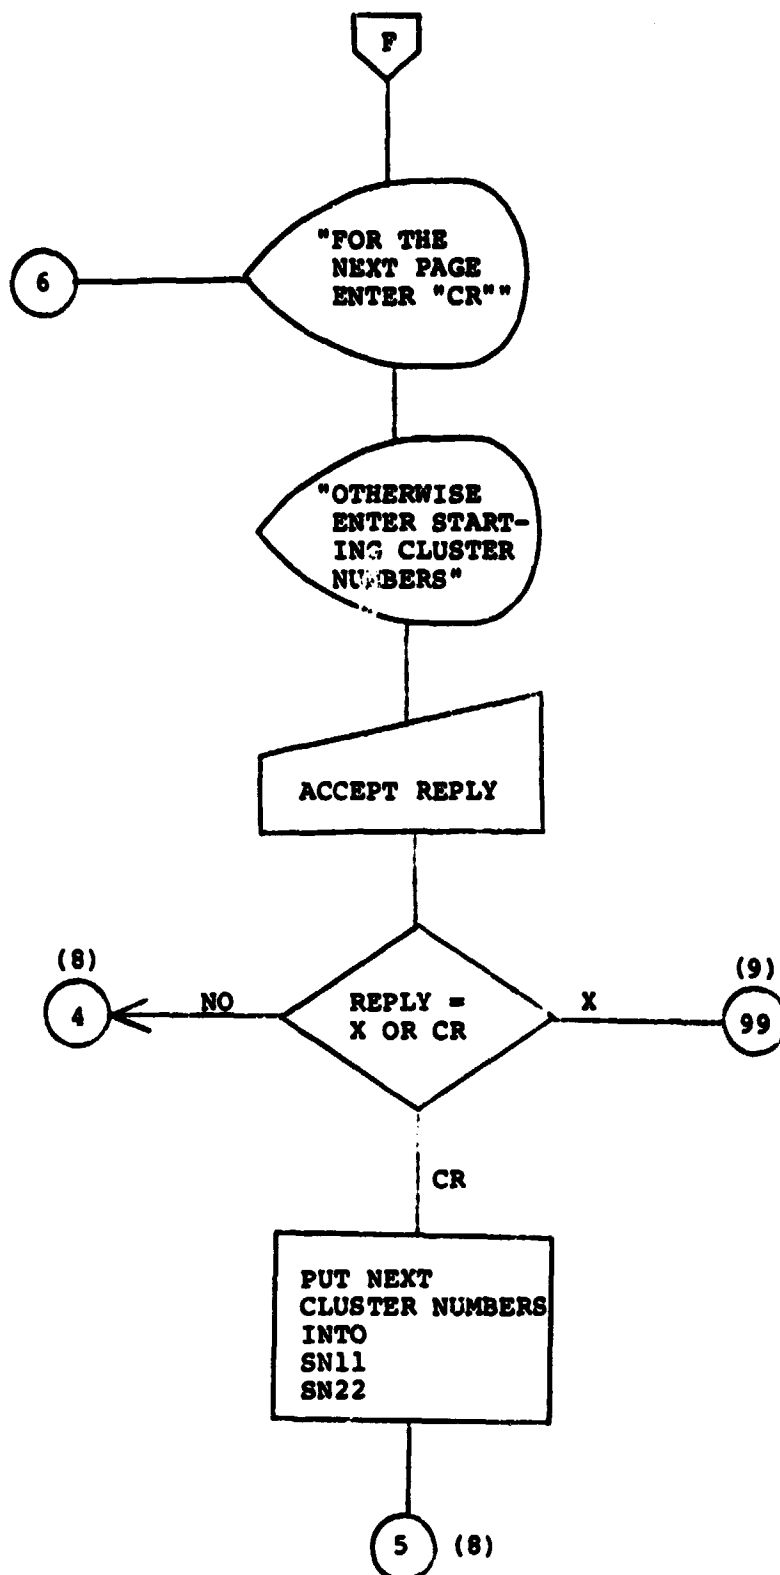 F
"FOR THE
NEXT PAGE
ENTER "CR""
6
"OTHERWISE
ENTER START-
ING CLUSTER
NUMBERS"
ACCEPT REPLY
(8)
4
NO
REPLY =
X OR CR
X
(9)
99
CR
PUT NEXT
CLUSTER NUMBERS
INTO
SN11
SN22
5 (8)